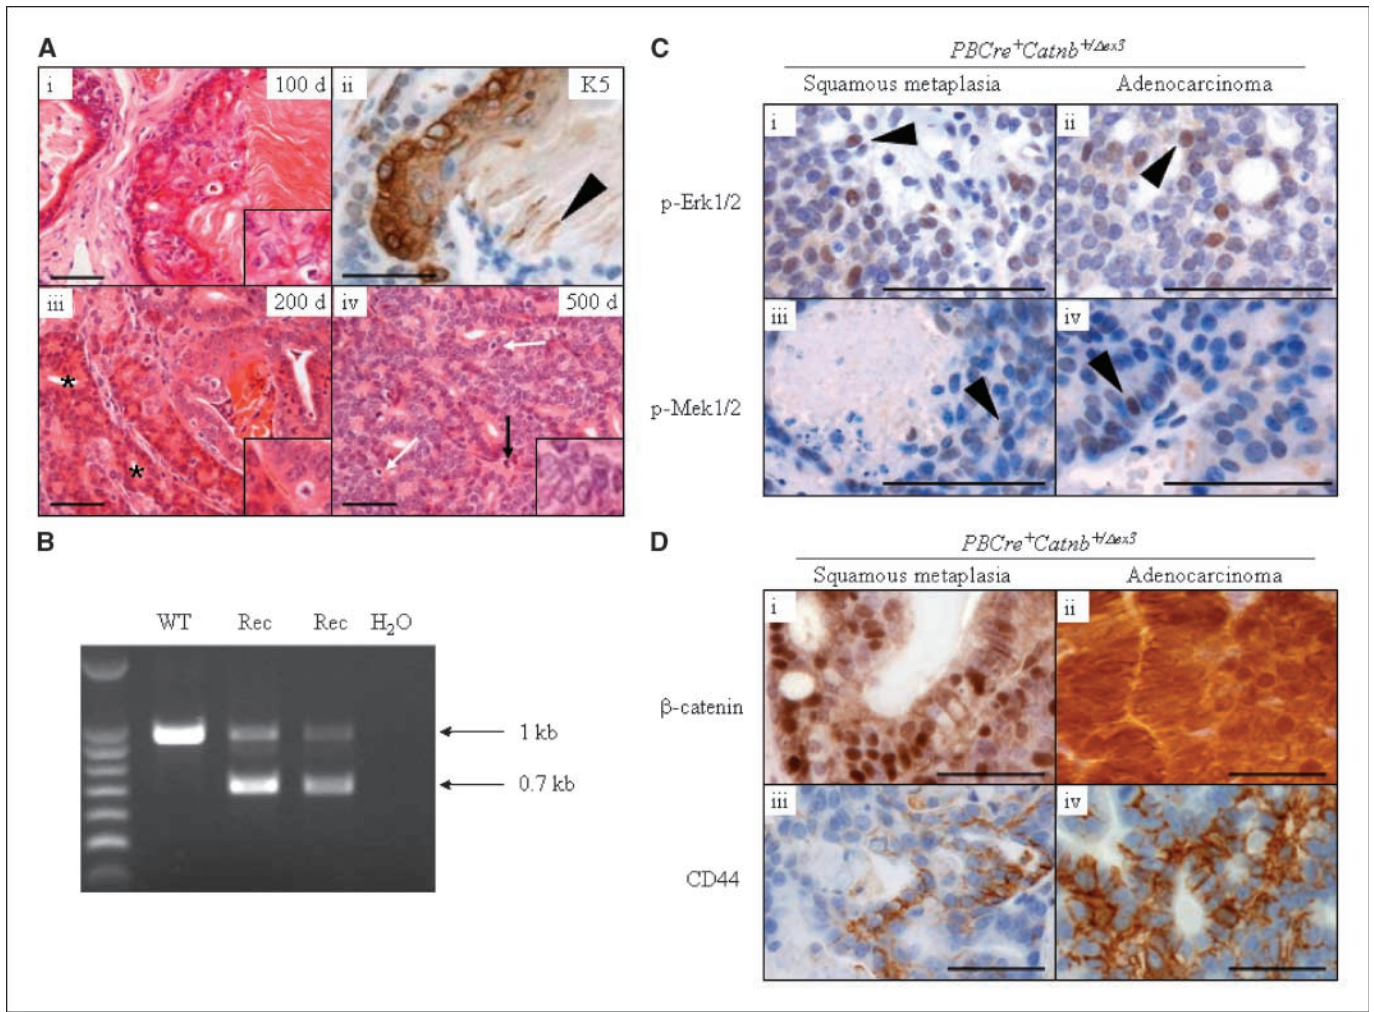 A
i
100 d
ii
K5
iii
200 d
*
*
iv
500 d
B
WT Rec Rec H₂O
1 kb
0.7 kb
C
PBCre⁺Catnb⁺/Δex3
Squamous metaplasia Adenocarcinoma
p-Erk1/2
i
ii
p-Mek1/2
iii
iv
D
PBCre⁺Catnb⁺/Δex3
Squamous metaplasia Adenocarcinoma
β-catenin
i
ii
CD44
iii
iv